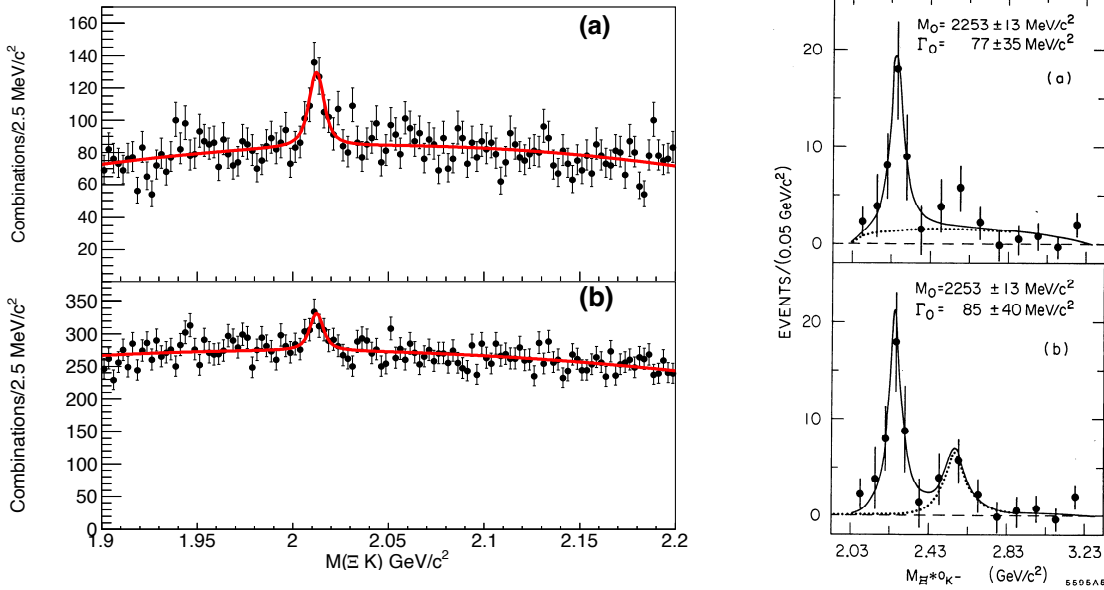 (a)
Combinations/2.5 MeV/c²
160
140
120
100
80
60
40
20
(b)
Combinations/2.5 MeV/c²
350
300
250
200
150
100
50
0
1.9 1.95 2 2.05 2.1 2.15 2.2
M(Ξ K) GeV/c²
M₀= 2253 ±13 MeV/c²
Γ₀= 77 ±35 MeV/c²
(a)
20
10
0
EVENTS/(0.05 GeV/c²)
M₀=2253 ±13 MeV/c²
Γ₀= 85 ±40 MeV/c²
(b)
20
10
0
2.03 2.43 2.83 3.23
M Ξ*⁰K⁻ (GeV/c²)